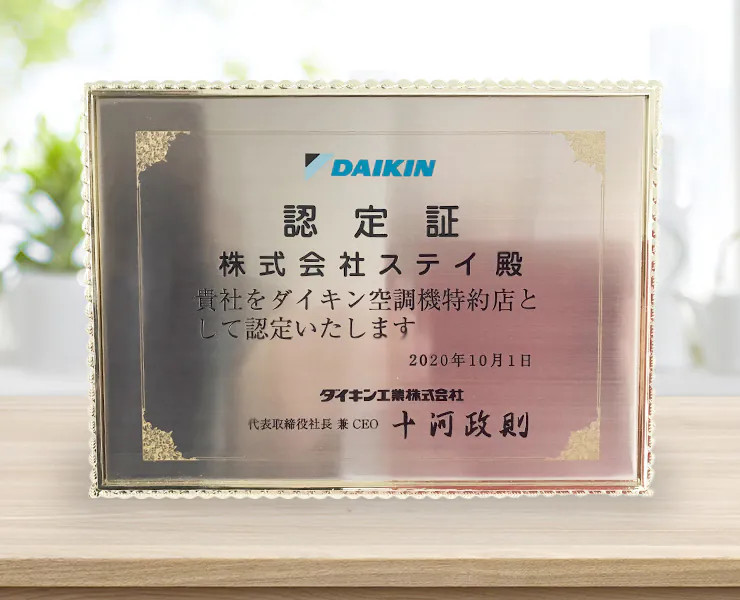 DAIKIN
認定証
株式会社ステイ殿
貴社をダイキン空調機特約店と
して認定いたします
2020年10月1日
ダイキン工業株式会社
代表取締役社長 兼 CEO 十河政則